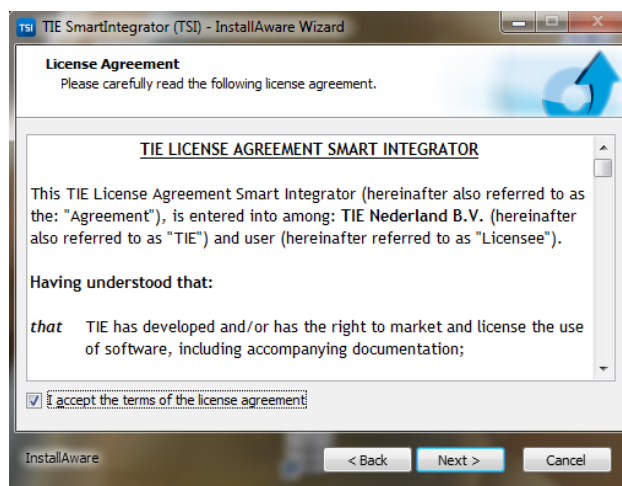 TSI TIE SmartIntegrator (TSI) - InstallAware Wizard
License Agreement
Please carefully read the following license agreement.
TIE LICENSE AGREEMENT SMART INTEGRATOR
This TIE License Agreement Smart Integrator (hereinafter also referred to as
the: "Agreement"), is entered into among: TIE Nederland B.V. (hereinafter
also referred to as "TIE") and user (hereinafter referred to as "Licensee").
Having understood that:
that TIE has developed and/or has the right to market and license the use
of software, including accompanying documentation;
I accept the terms of the license agreement
InstallAware
< Back Next > Cancel